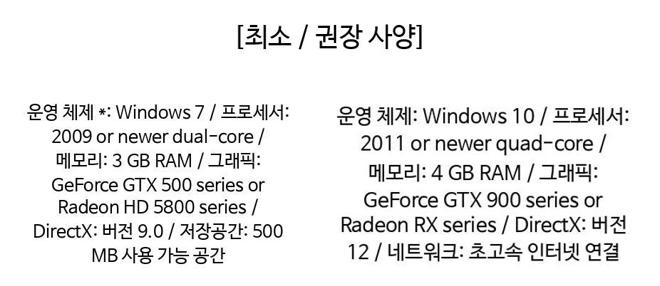 [최소 / 권장 사양]
운영 체제 *: Windows 7 / 프로세서:
2009 or newer dual-core /
메모리: 3 GB RAM / 그래픽:
GeForce GTX 500 series or
Radeon HD 5800 series /
DirectX: 버전 9.0 / 저장공간: 500
MB 사용 가능 공간
운영 체제: Windows 10 / 프로세서:
2011 or newer quad-core /
메모리: 4 GB RAM / 그래픽:
GeForce GTX 900 series or
Radeon RX series / DirectX: 버전
12 / 네트워크: 초고속 인터넷 연결